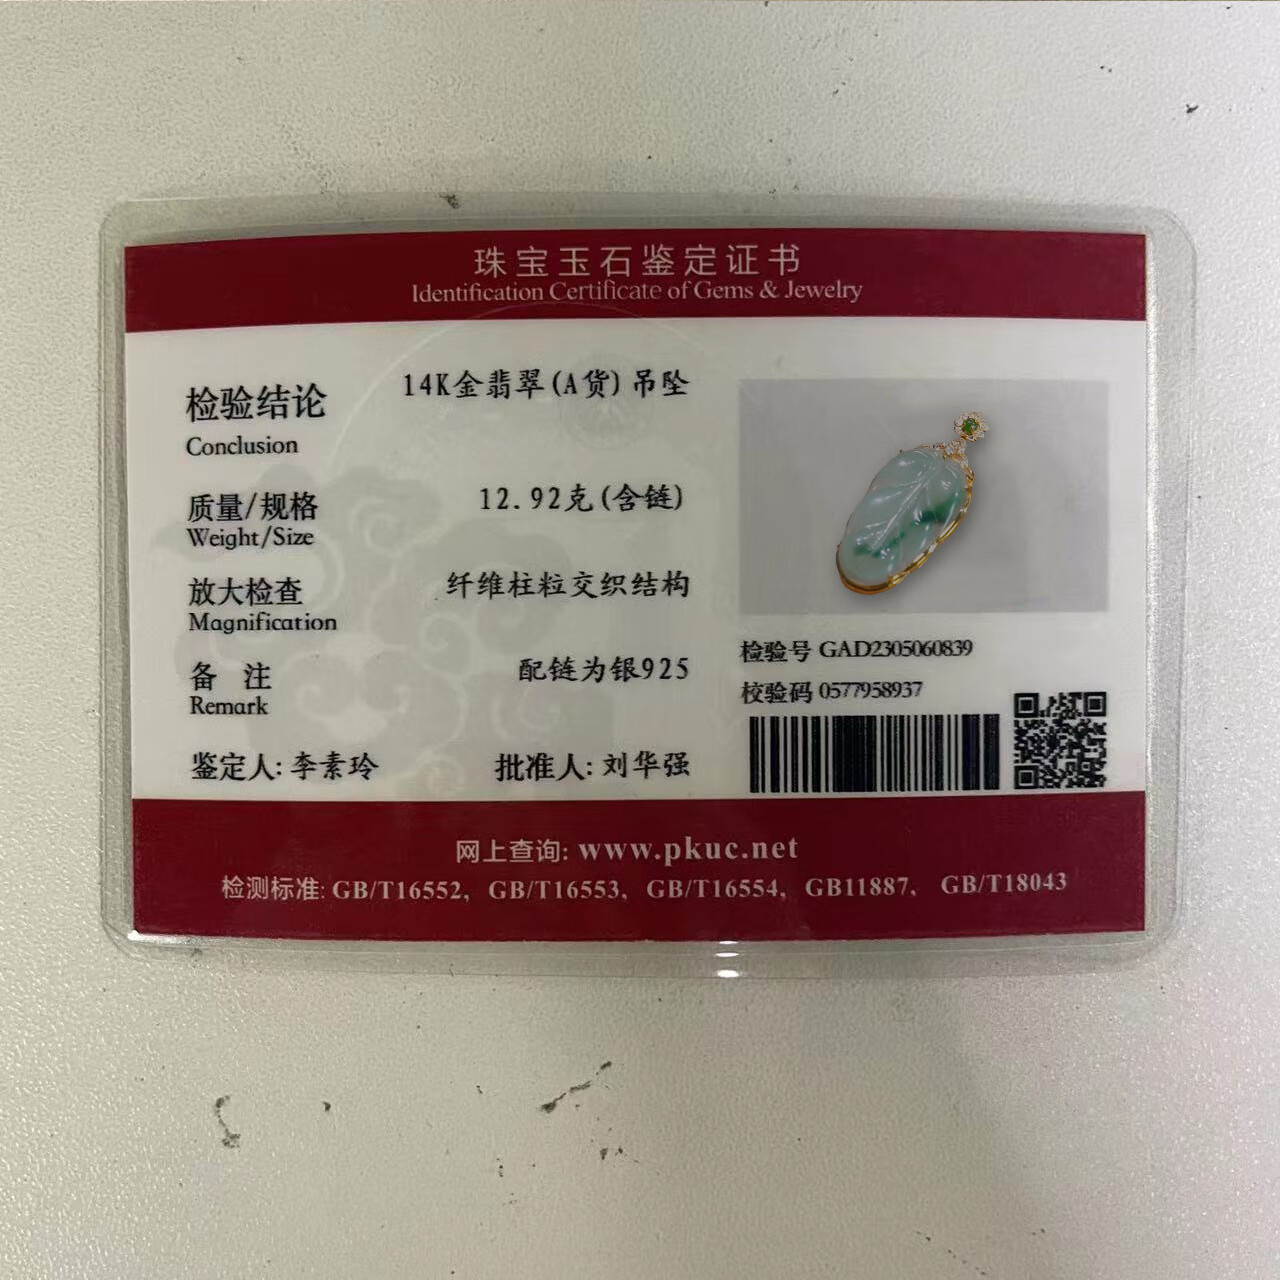 珠宝玉石鉴定证书
Identification Certificate of Gems & Jewelry
检验结论 14K金翡翠(A货)吊坠
Conclusion
质量/规格 12.92克(含链)
Weight/Size
放大检查 纤维柱粒交织结构
Magnification
备 注 配链为银925
Remark
鉴定人: 李素玲 批准人: 刘华强
检验号 GAD2305060839
校验码 0577958937
网上查询: www.pkuc.net
检测标准: GB/T16552, GB/T16553, GB/T16554, GB11887, GB/T18043